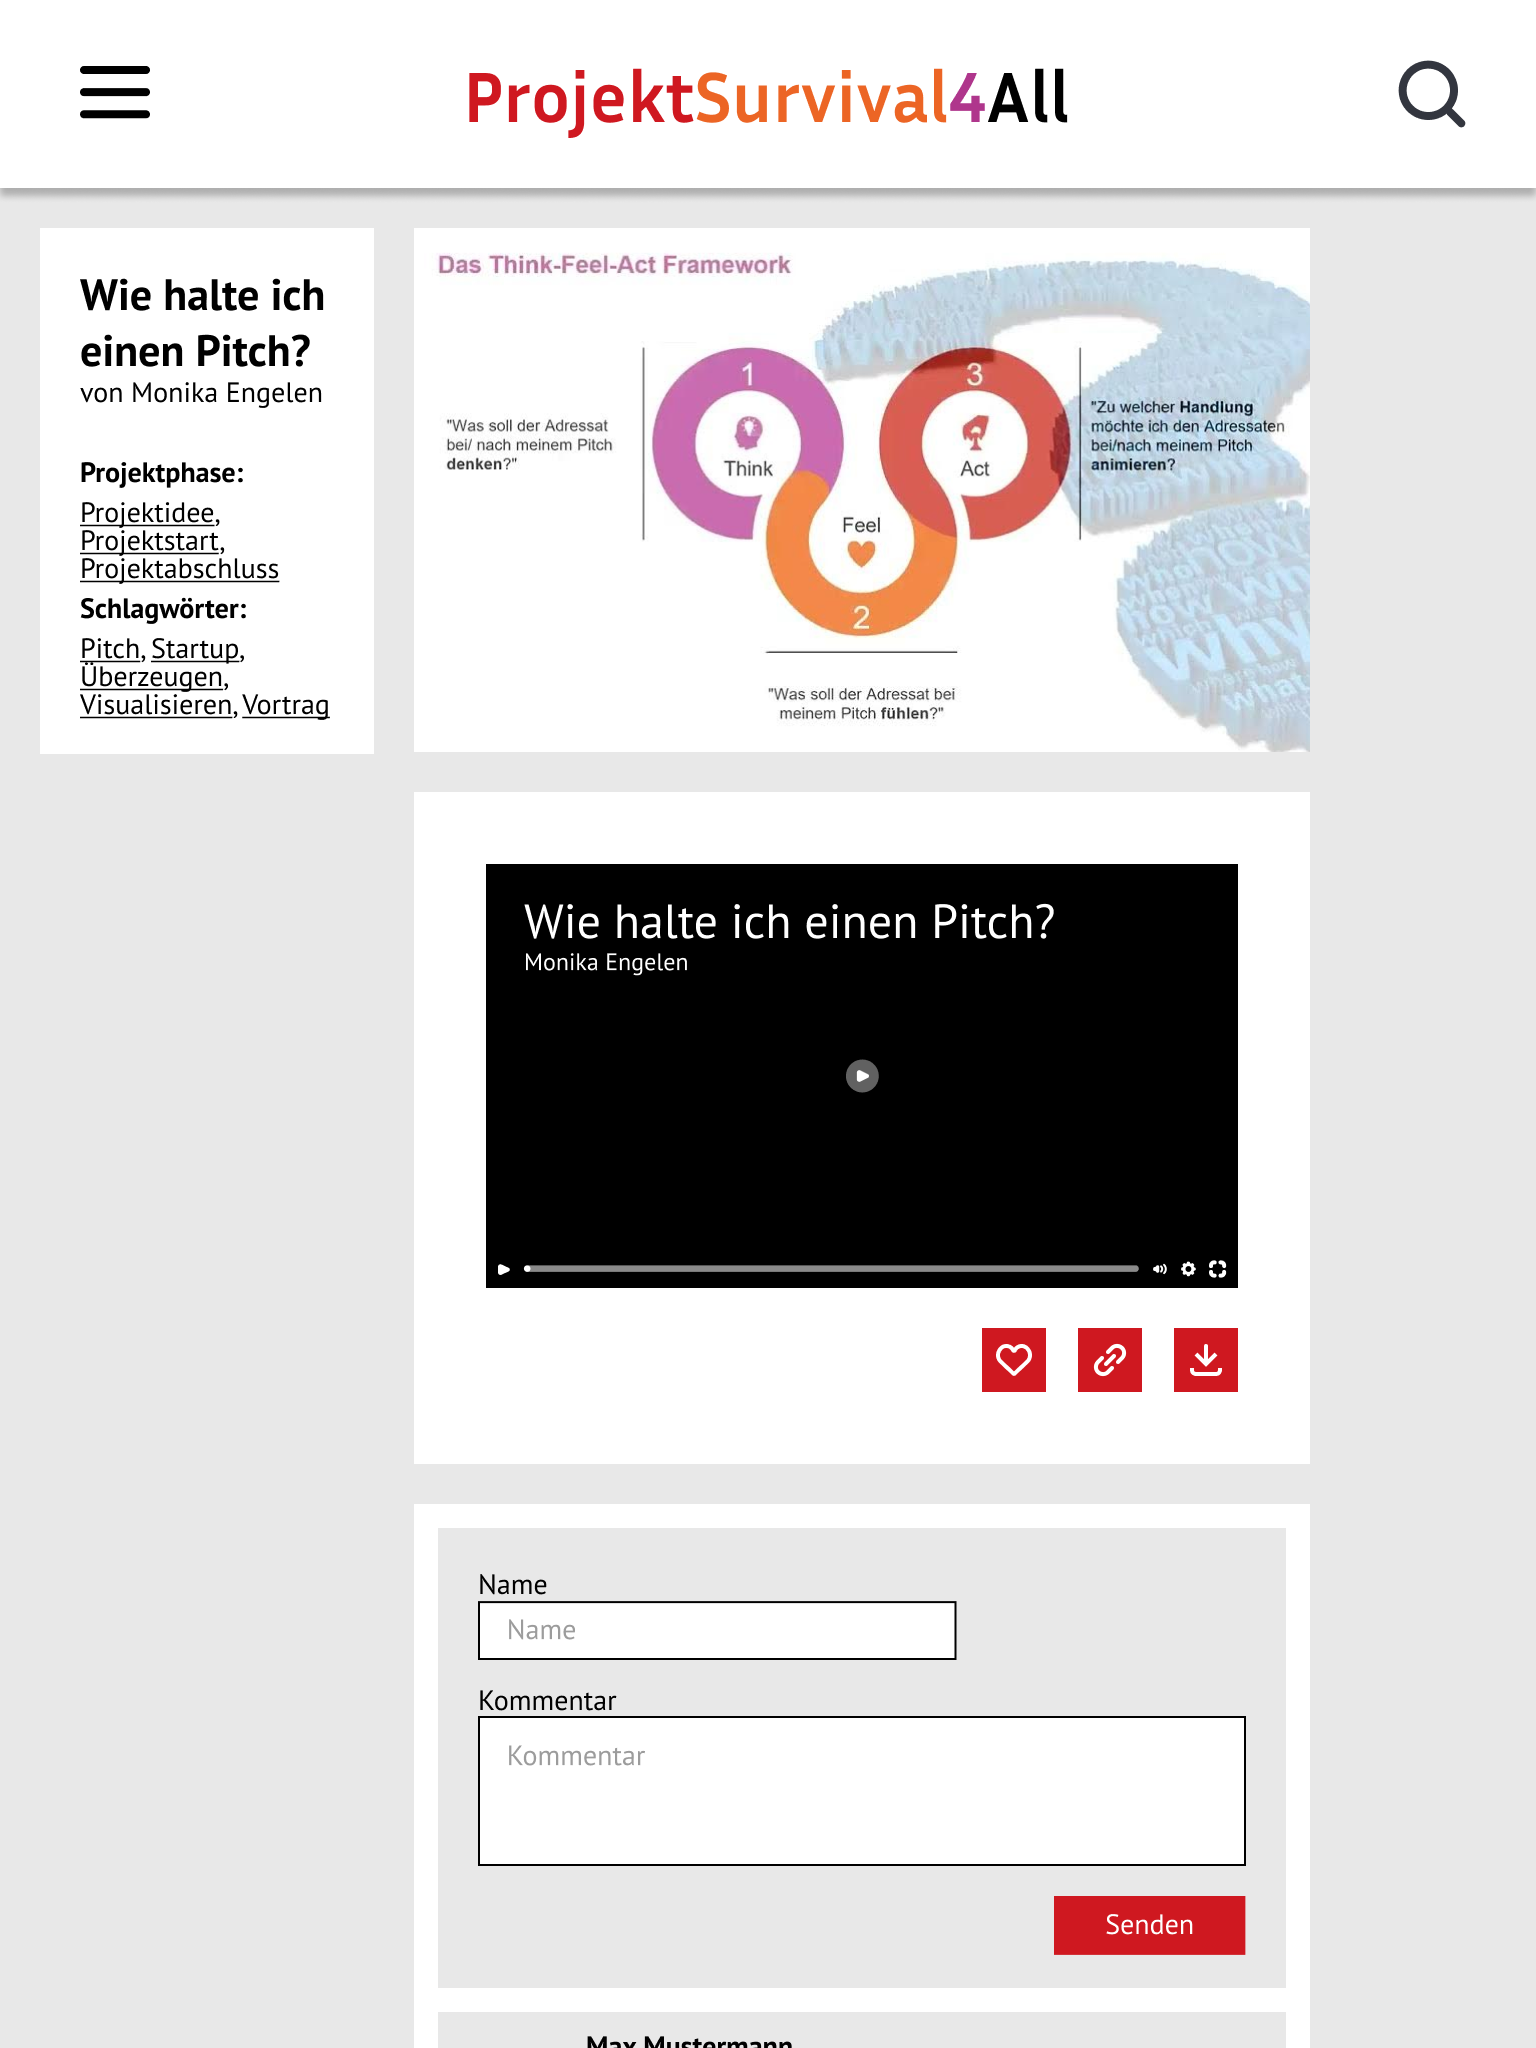 ProjektSurvival4All
Wie halte ich
einen Pitch?
von Monika Engelen
Projektphase:
Projektidee,
Projektstart,
Projektabschluss
Schlagwörter:
Pitch, Startup,
Überzeugen,
Visualisieren, Vortrag
Das Think-Feel-Act Framework
"Was soll der Adressat
bei/ nach meinem Pitch
denken?"
1
Think
3
Act
"Zu welcher Handlung
möchte ich den Adressaten
bei/nach meinem Pitch
animieren?
Feel
2
"Was soll der Adressat bei
meinem Pitch fühlen?"
how
why
what
Wie halte ich einen Pitch?
Monika Engelen
Name
Name
Kommentar
Kommentar
Senden
Max Mustermann